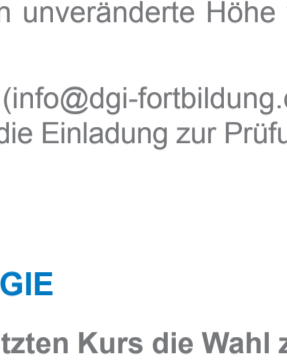 n unveränderte Höhe
(info@dgi-fortbildung.
die Einladung zur Prüfu
GIE
tzten Kurs die Wahl z